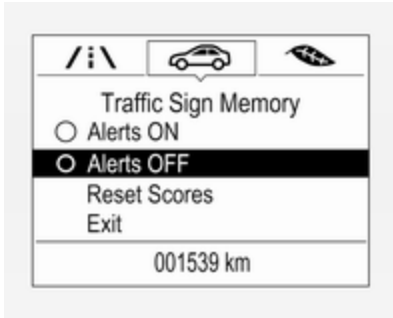 Traffic Sign Memory
Alerts ON
Alerts OFF
Reset Scores
Exit
001539 km